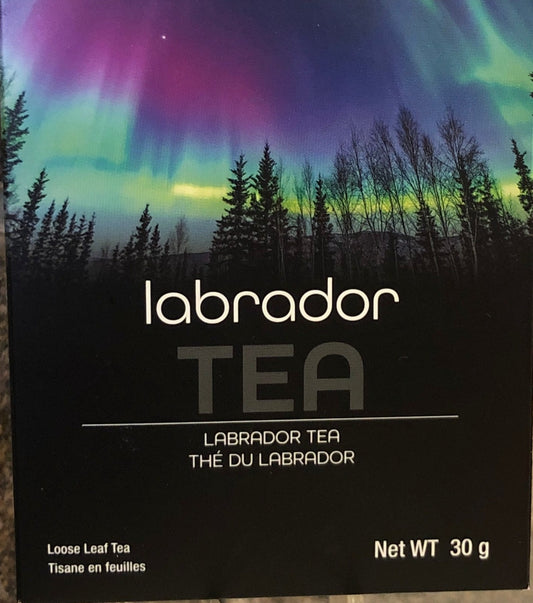 labrador
TEA
LABRADOR TEA
THÉ DU LABRADOR
Loose Leaf Tea
Tisane en feuilles
Net WT 30 g